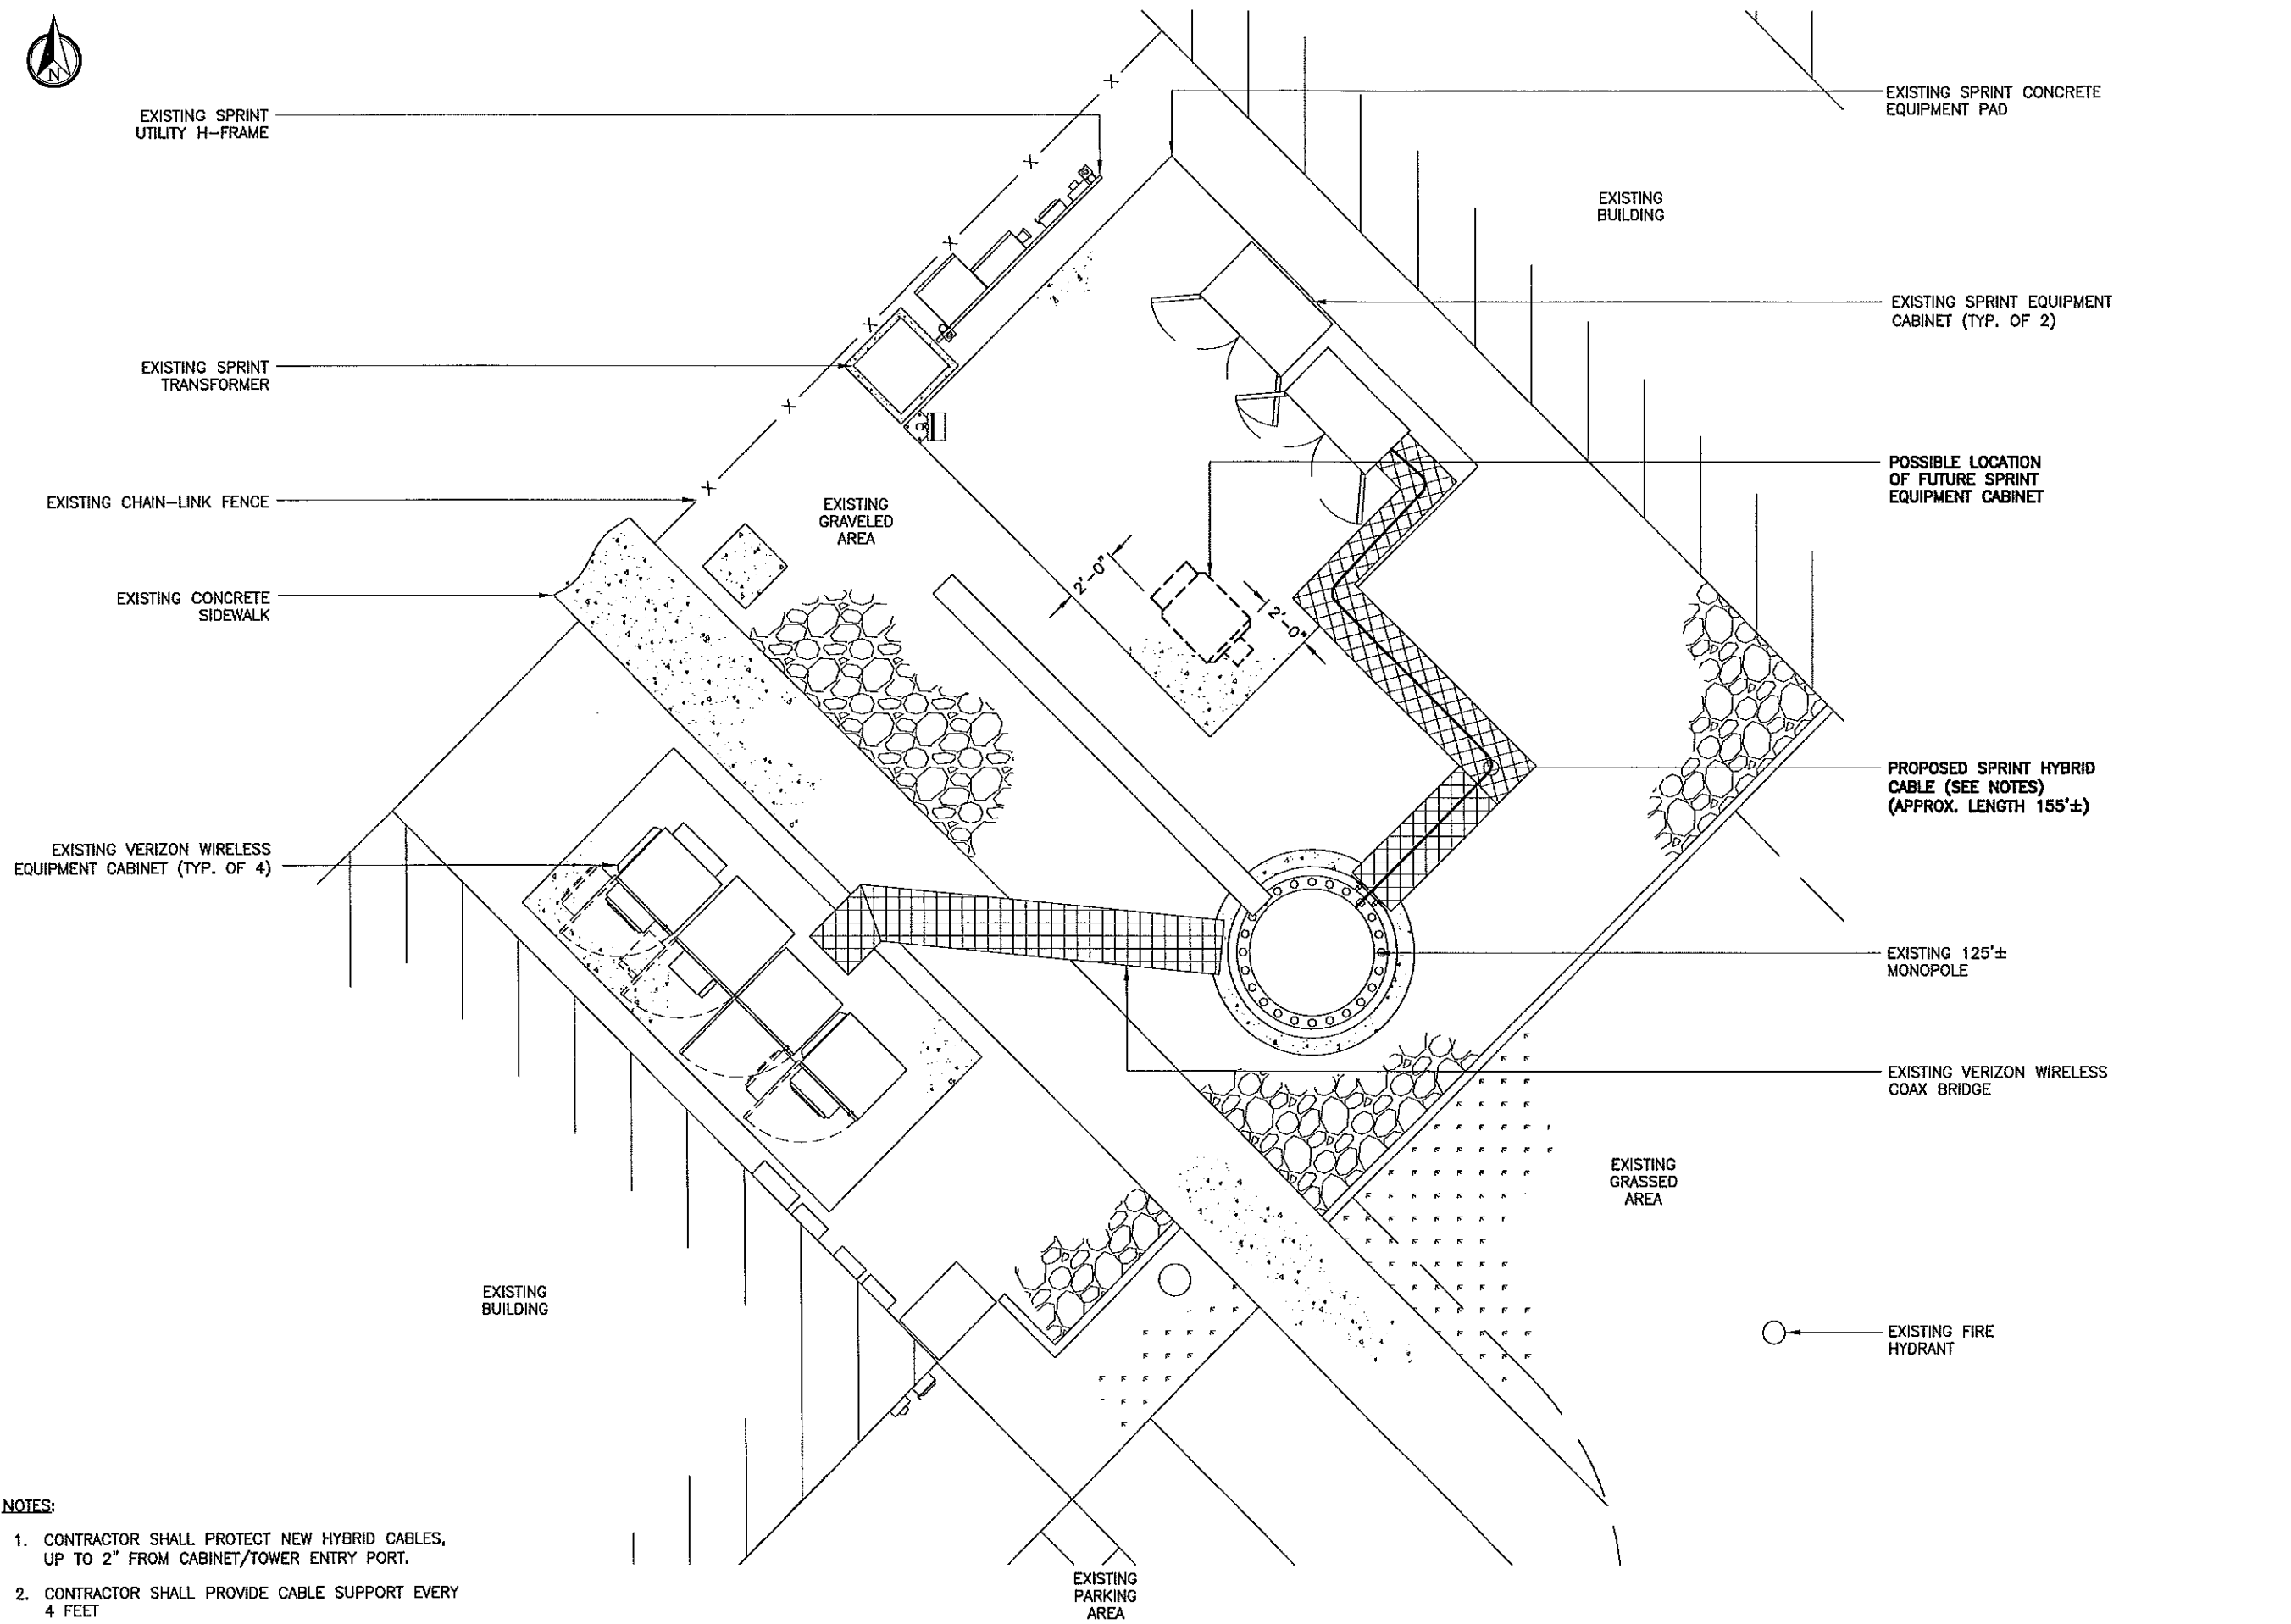 N
EXISTING SPRINT
UTILITY H-FRAME
EXISTING SPRINT CONCRETE
EQUIPMENT PAD
EXISTING
BUILDING
EXISTING SPRINT EQUIPMENT
CABINET (TYP. OF 2)
EXISTING SPRINT
TRANSFORMER
POSSIBLE LOCATION
OF FUTURE SPRINT
EQUIPMENT CABINET
EXISTING CHAIN-LINK FENCE
EXISTING
GRAVELED
AREA
2'-0"
2'-0"
EXISTING CONCRETE
SIDEWALK
PROPOSED SPRINT HYBRID
CABLE (SEE NOTES)
(APPROX. LENGTH 155'±)
EXISTING VERIZON WIRELESS
EQUIPMENT CABINET (TYP. OF 4)
EXISTING 125'±
MONOPOLE
EXISTING VERIZON WIRELESS
COAX BRIDGE
EXISTING
GRASSED
AREA
EXISTING
BUILDING
EXISTING FIRE
HYDRANT
NOTES:
1. CONTRACTOR SHALL PROTECT NEW HYBRID CABLES,
UP TO 2" FROM CABINET/TOWER ENTRY PORT.
2. CONTRACTOR SHALL PROVIDE CABLE SUPPORT EVERY
4 FEET
EXISTING
PARKING
AREA